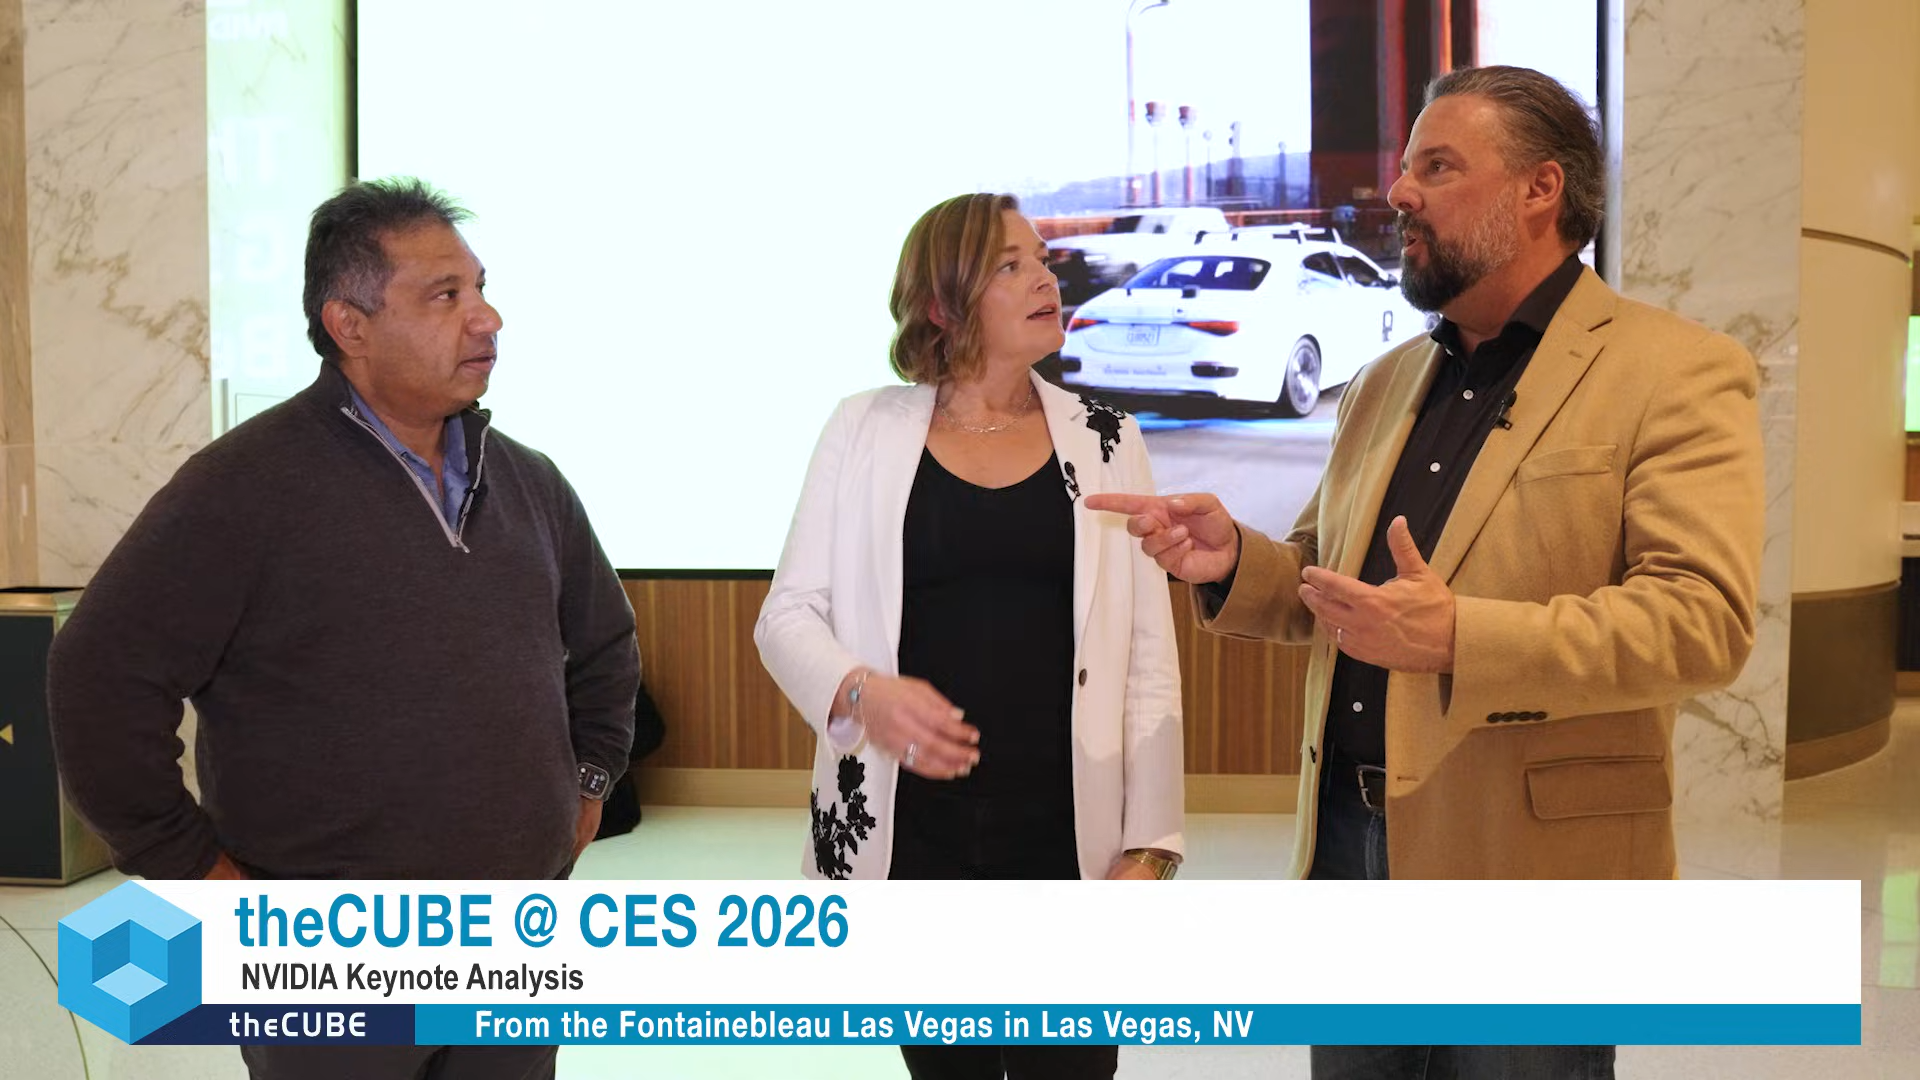 theCUBE @ CES 2026
NVIDIA Keynote Analysis
theCUBE
From the Fontainebleau Las Vegas in Las Vegas, NV